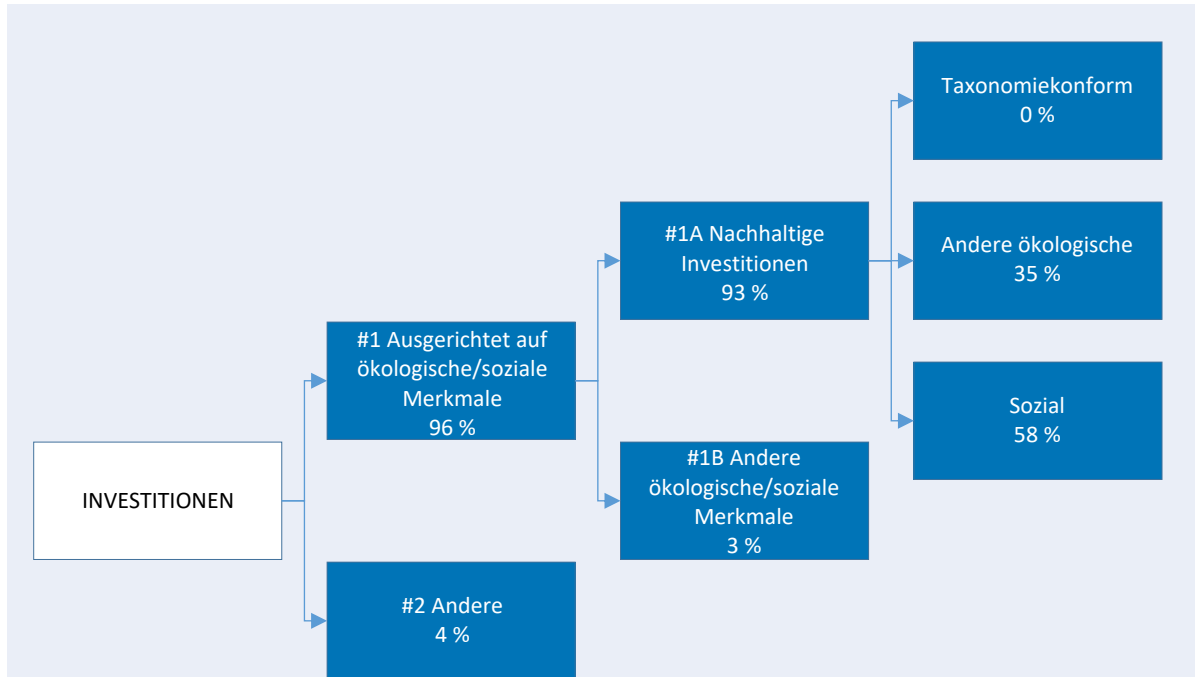 INVESTITIONEN
#1 Ausgerichtet auf
ökologische/soziale
Merkmale
96 %
#2 Andere
4 %
#1A Nachhaltige
Investitionen
93 %
#1B Andere
ökologische/soziale
Merkmale
3 %
Taxonomiekonform
0 %
Andere ökologische
35 %
Sozial
58 %